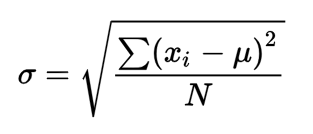 σ = √(∑(xᵢ − μ)² / N)